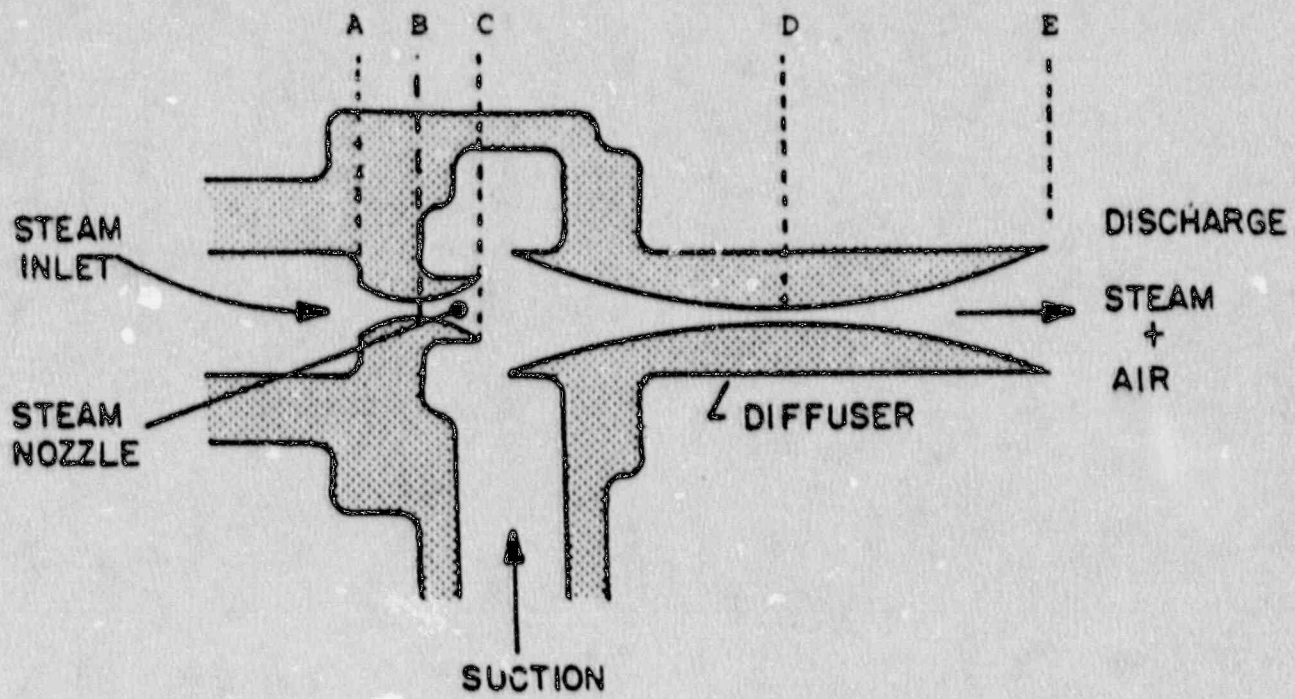 A B C D E
STEAM
INLET
STEAM
NOZZLE
SUCTION
DIFFUSER
DISCHARGE
STEAM
+
AIR